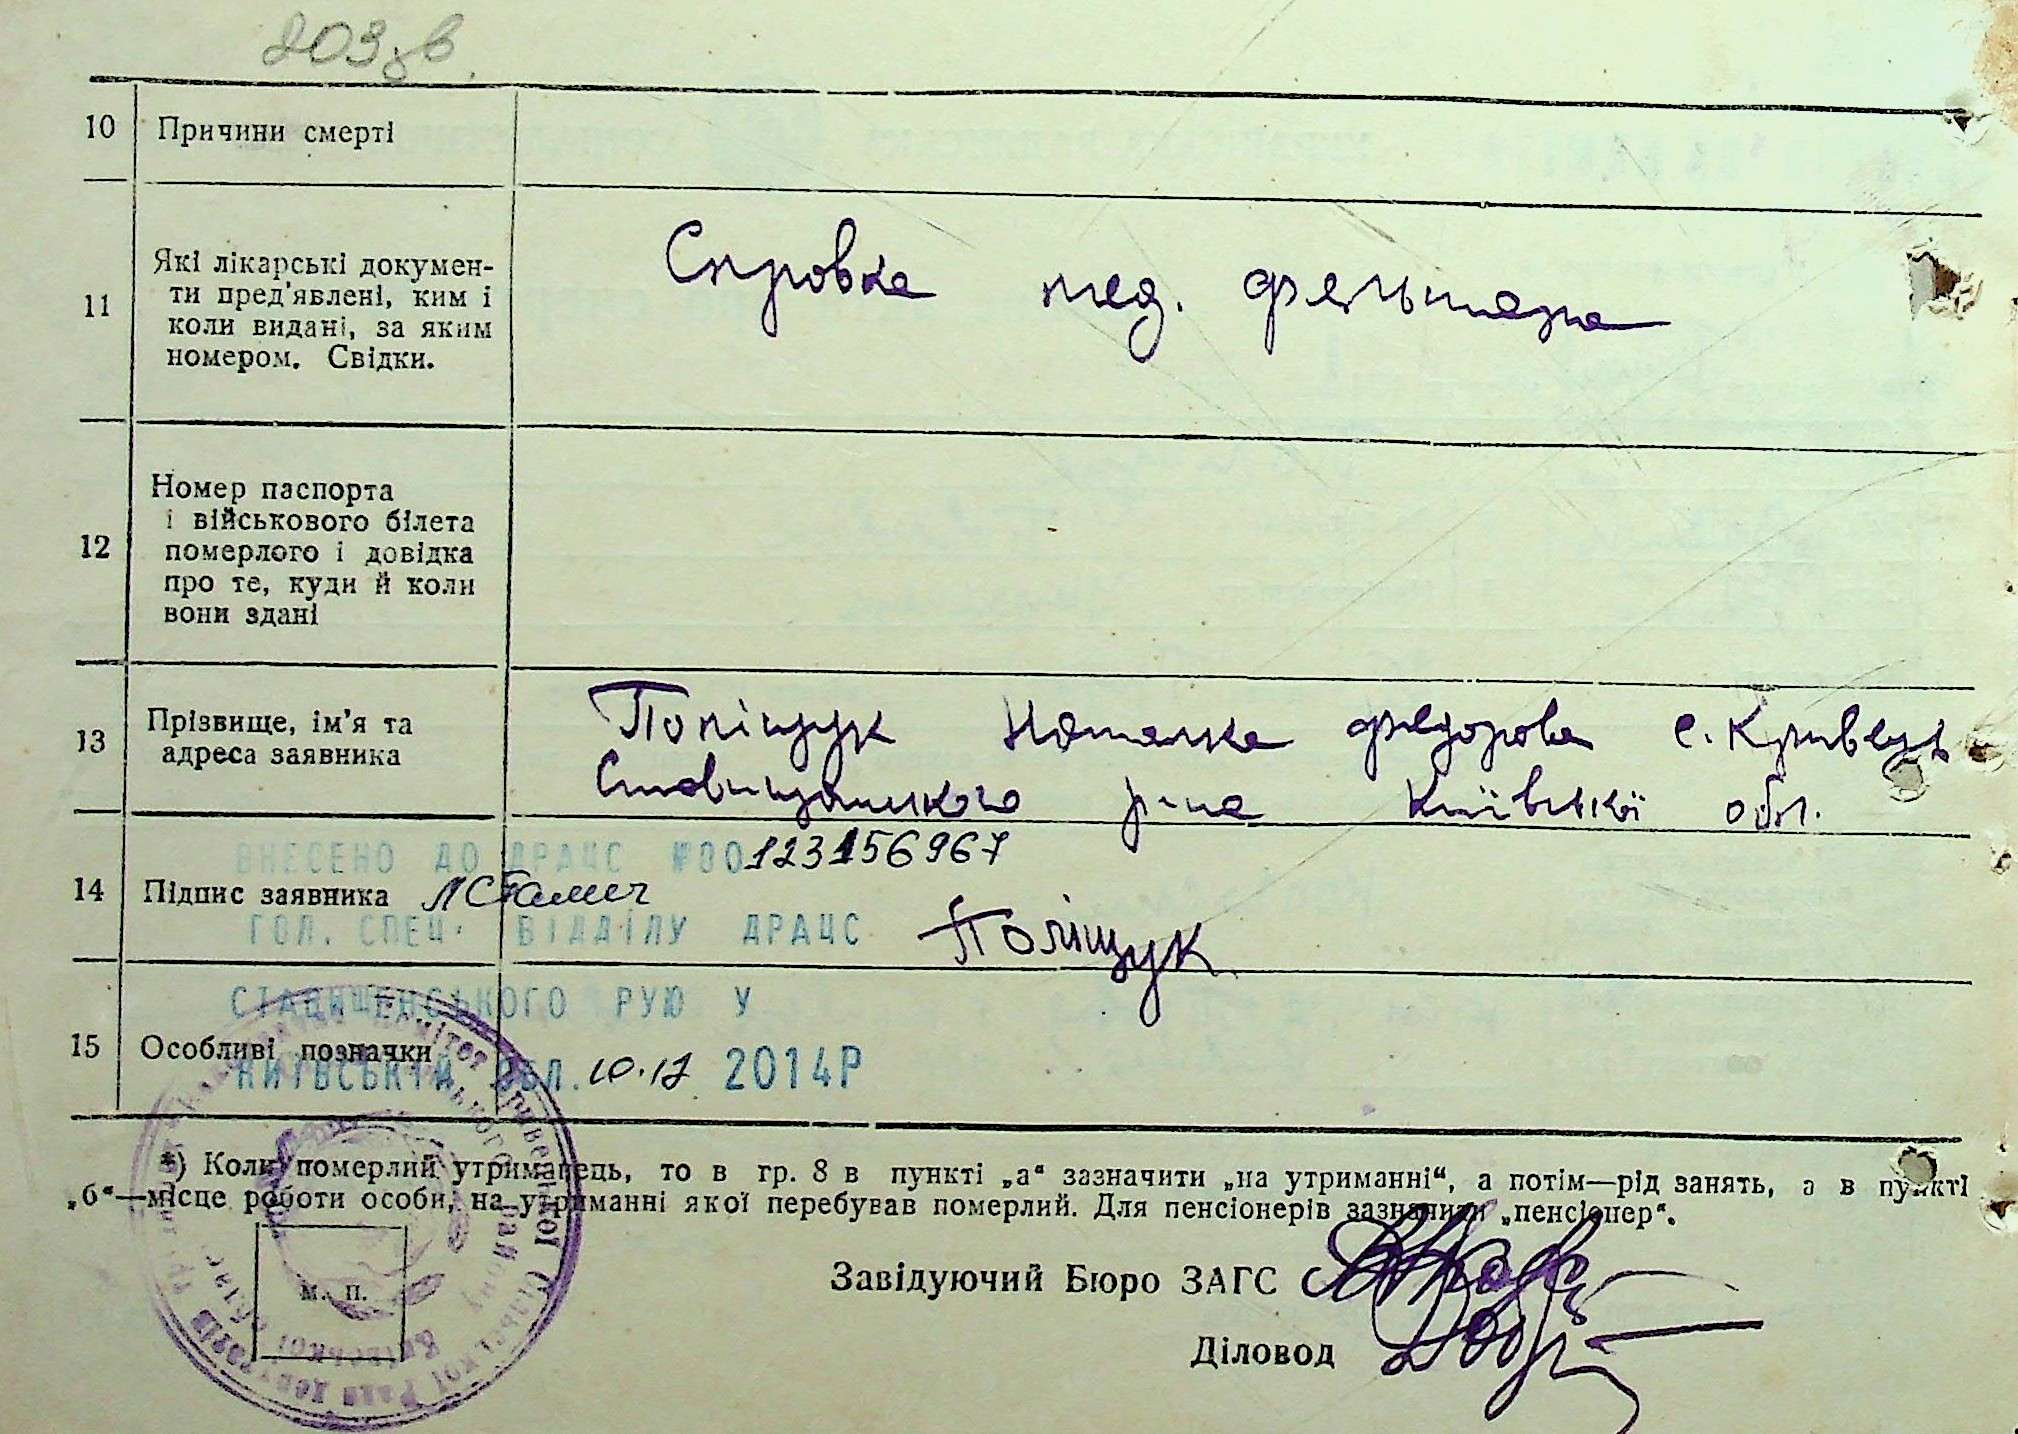 203зв.
10 Причини смерті
11 Які лікарські докумен-
ти пред'явлені, ким і
коли видані, за яким
номером. Свідки.
Справка мед. фельшера
12 Номер паспорта
і військового білета
померлого і довідка
про те, куди й коли
вони здані
13 Прізвище, ім'я та
адреса заявника
Поліщук Наталка Федорова с. Кривець
Ставищанского р-на Київської обл.
ВНЕСЕНО ДО ДРАЦС №00123156967
14 Підпис заявника
ГОЛ. СПЕЦ. ВІДДІЛУ ДРАЦС
Поліщук
СТАВИЩЕНСЬКОГО РУЮ У
15 Особливі позначки
КИЇВСЬКІЙ ОБЛ. 10.12 2014Р
*) Коли померлий утриманець, то в гр. 8 в пункті „а“ зазначити „на утриманні“, а потім—рід занять, а в пункті
„б“—місце роботи особи, на утриманні якої перебував померлий. Для пенсіонерів зазначити „пенсіонер“.
м. п.
Завідуючий Бюро ЗАГС
Діловод